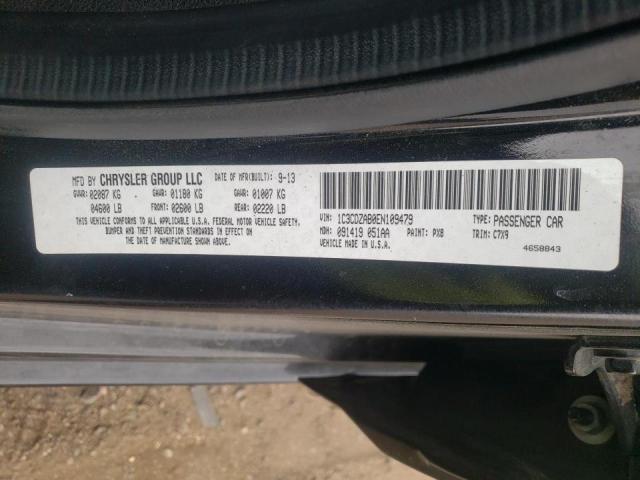 MFD BY CHRYSLER GROUP LLC DATE OF MFR(BUILT): 9-13
GVWR: 02087 KG GAWR: 01180 KG GAWR: 01007 KG
04600 LB FRONT: 02600 LB REAR: 02220 LB
THIS VEHICLE CONFORMS TO ALL APPLICABLE U.S.A. FEDERAL MOTOR VEHICLE SAFETY,
BUMPER AND THEFT PREVENTION STANDARDS IN EFFECT ON
THE DATE OF MANUFACTURE SHOWN ABOVE.
VIN: 1C3CDZAB0EN109479 TYPE: PASSENGER CAR
MDH: 091419 051AA PAINT: PX8 TRIM: C7X9
VEHICLE MADE IN U.S.A.
4658843